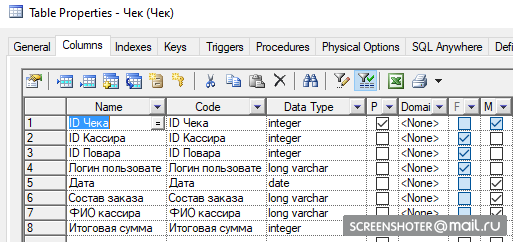 Table Properties - Чек (Чек)
General Columns Indexes Keys Triggers Procedures Physical Options SQL Anywhere
Name Code Data Type P Domai F M
1 ID Чека = ID Чека integer <None>
2 ID Кассира ID Кассира integer <None>
3 ID Повара ID Повара integer <None>
4 Логин пользовате Логин пользовате long varchar <None>
5 Дата Дата date <None>
6 Состав заказа Состав заказа long varchar <None>
7 ФИО кассира ФИО кассира long varchar <None>
8 Итоговая сумма Итоговая сумма integer <None>
SCREENSHOTER@mail.ru